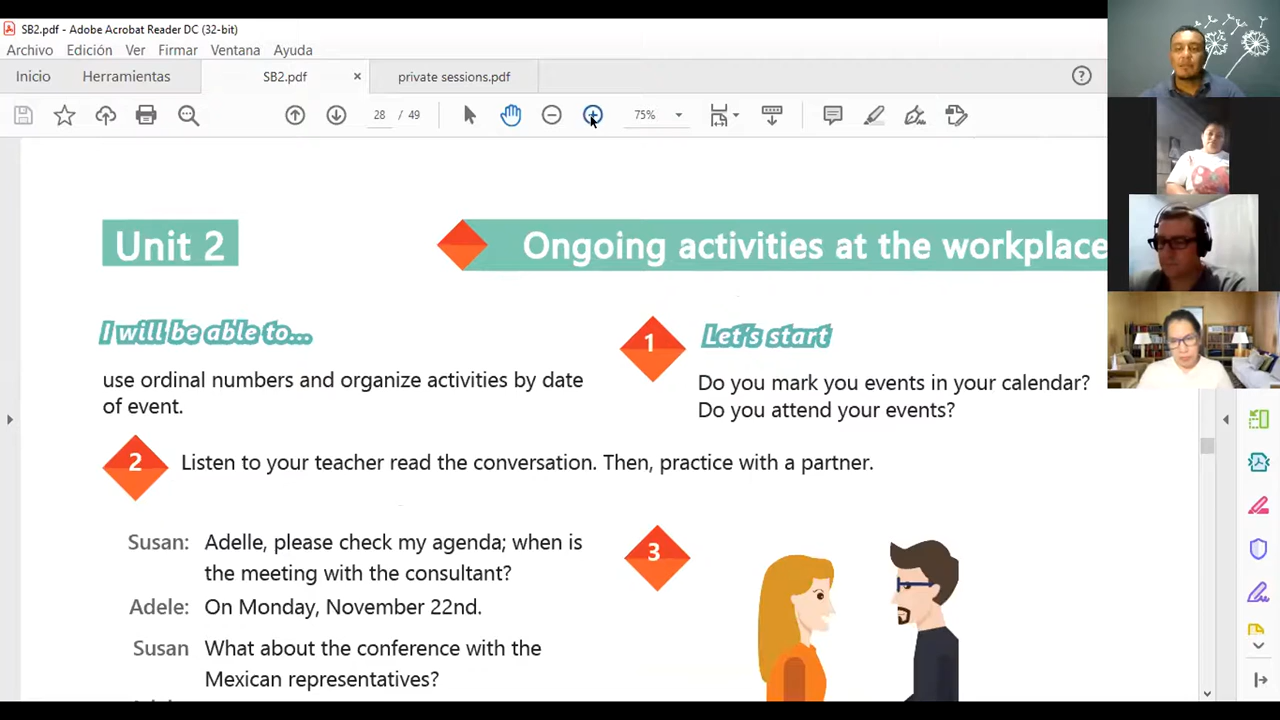 SB2.pdf - Adobe Acrobat Reader DC (32-bit)
Archivo Edición Ver Firmar Ventana Ayuda
Inicio Herramientas SB2.pdf × private sessions.pdf
28 / 49 75%
Unit 2
Ongoing activities at the workplace
I will be able to...
use ordinal numbers and organize activities by date
of event.
1 Let's start
Do you mark you events in your calendar?
Do you attend your events?
2 Listen to your teacher read the conversation. Then, practice with a partner.
Susan: Adelle, please check my agenda; when is
the meeting with the consultant?
Adele: On Monday, November 22nd.
Susan What about the conference with the
Mexican representatives?
3